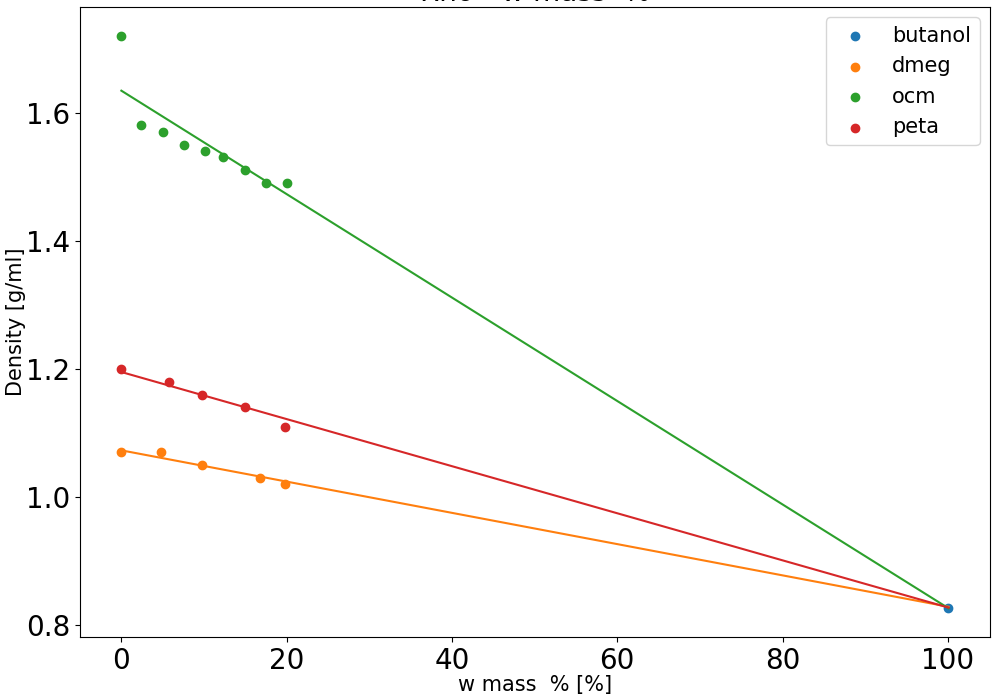 butanol
dmeg
ocm
peta
Density [g/ml]
1.6
1.4
1.2
1.0
0.8
0 20 40 60 80 100
w mass % [%]